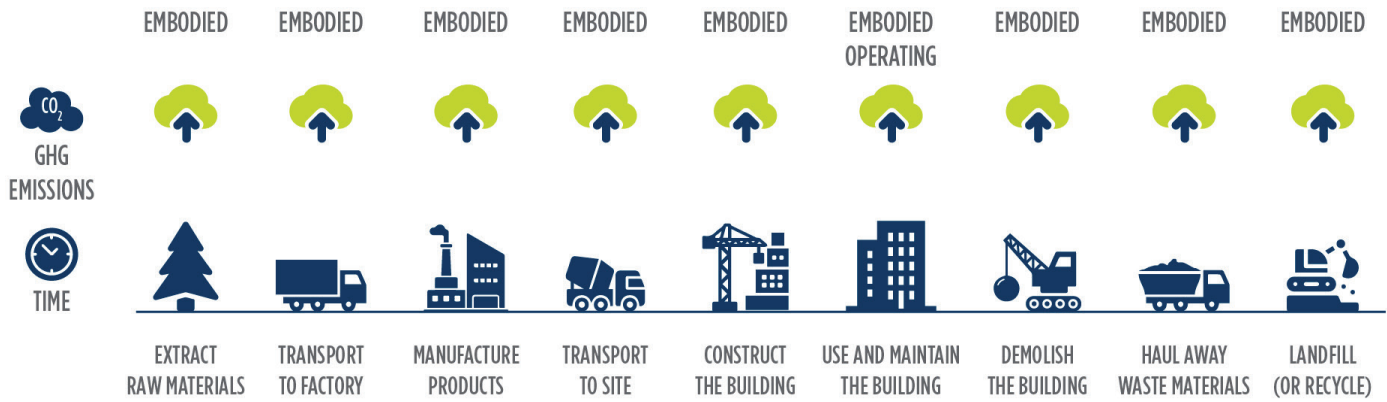 EMBODIED
EMBODIED
EMBODIED
EMBODIED
EMBODIED
EMBODIED
OPERATING
EMBODIED
EMBODIED
EMBODIED
CO₂
GHG
EMISSIONS
TIME
EXTRACT
RAW MATERIALS
TRANSPORT
TO FACTORY
MANUFACTURE
PRODUCTS
TRANSPORT
TO SITE
CONSTRUCT
THE BUILDING
USE AND MAINTAIN
THE BUILDING
DEMOLISH
THE BUILDING
HAUL AWAY
WASTE MATERIALS
LANDFILL
(OR RECYCLE)